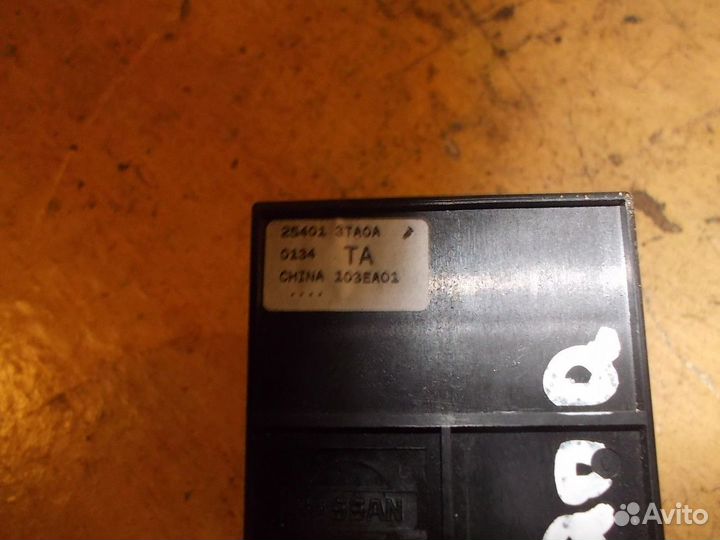 25401 3TA0A
0134 TA
CHINA 103EA01
SSAN
Avito